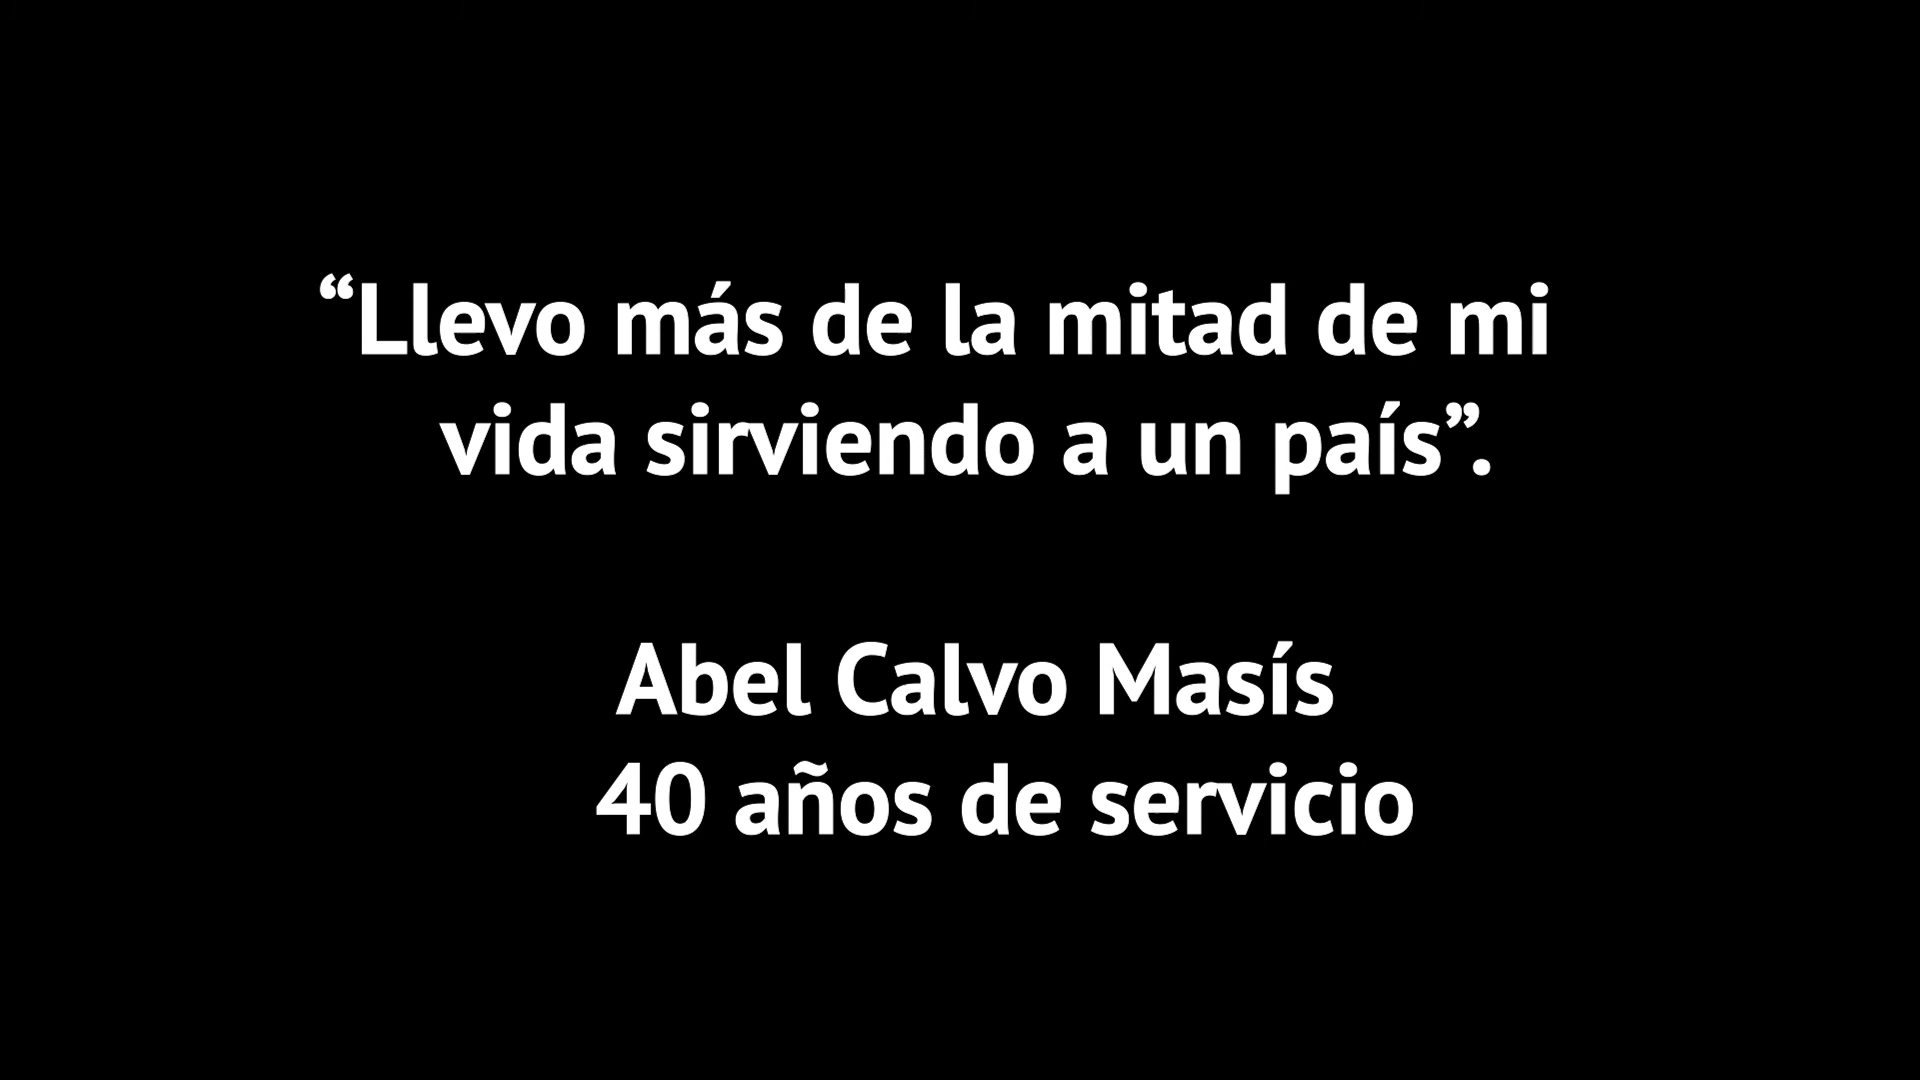 “Llevo más de la mitad de mi
vida sirviendo a un país”.
Abel Calvo Masís
40 años de servicio